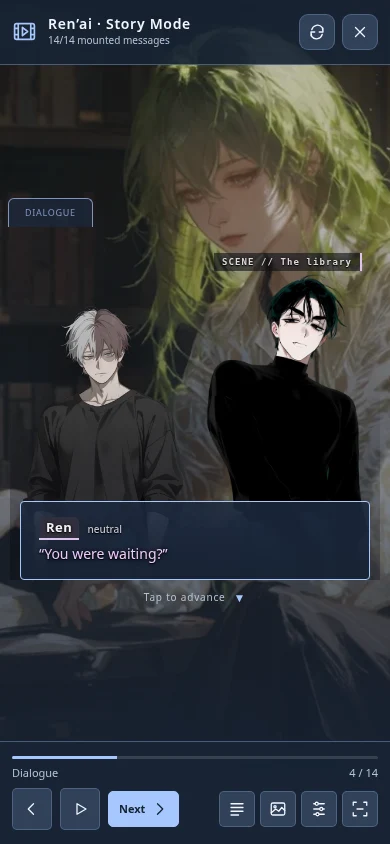 Ren’ai · Story Mode
14/14 mounted messages
DIALOGUE
SCENE // The library
Ren neutral
“You were waiting?”
Tap to advance ▼
Dialogue 4 / 14
Next